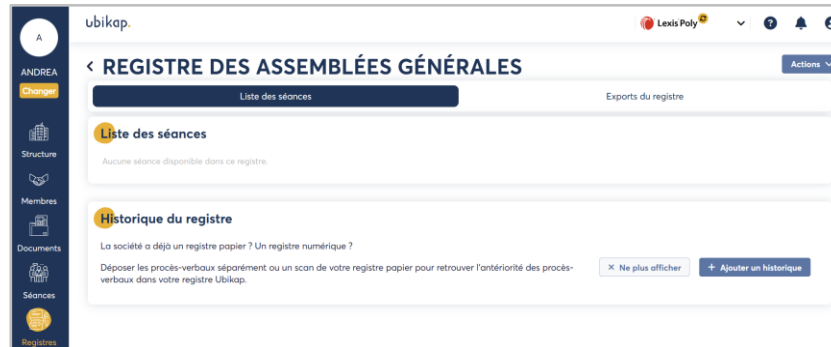 A
ubikap.
Lexis Poly
ANDREA
Changer
REGISTRE DES ASSEMBLÉES GÉNÉRALES
Actions
Liste des séances
Exports du registre
Liste des séances
Aucune séance disponible dans ce registre.
Structure
Membres
Documents
Séances
Registres
Historique du registre
La société a déjà un registre papier ? Un registre numérique ?
Déposer les procès-verbaux séparément ou un scan de votre registre papier pour retrouver l'antériorité des procès-
verbaux dans votre registre Ubikap.
Ne plus afficher
+ Ajouter un historique